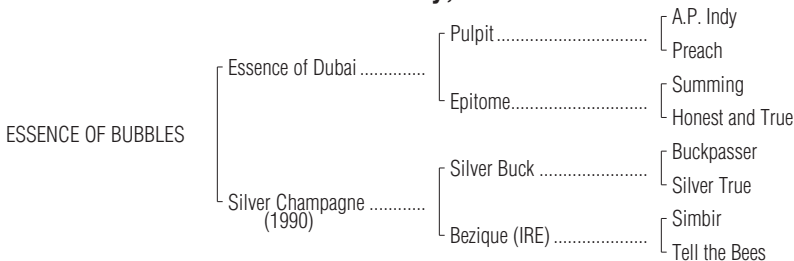 A.P. Indy
Pulpit
Preach
Essence of Dubai
Summing
Epitome
Honest and True
ESSENCE OF BUBBLES
Buckpasser
Silver Buck
Silver True
Silver Champagne
(1990)
Simbir
Bezique (IRE)
Tell the Bees